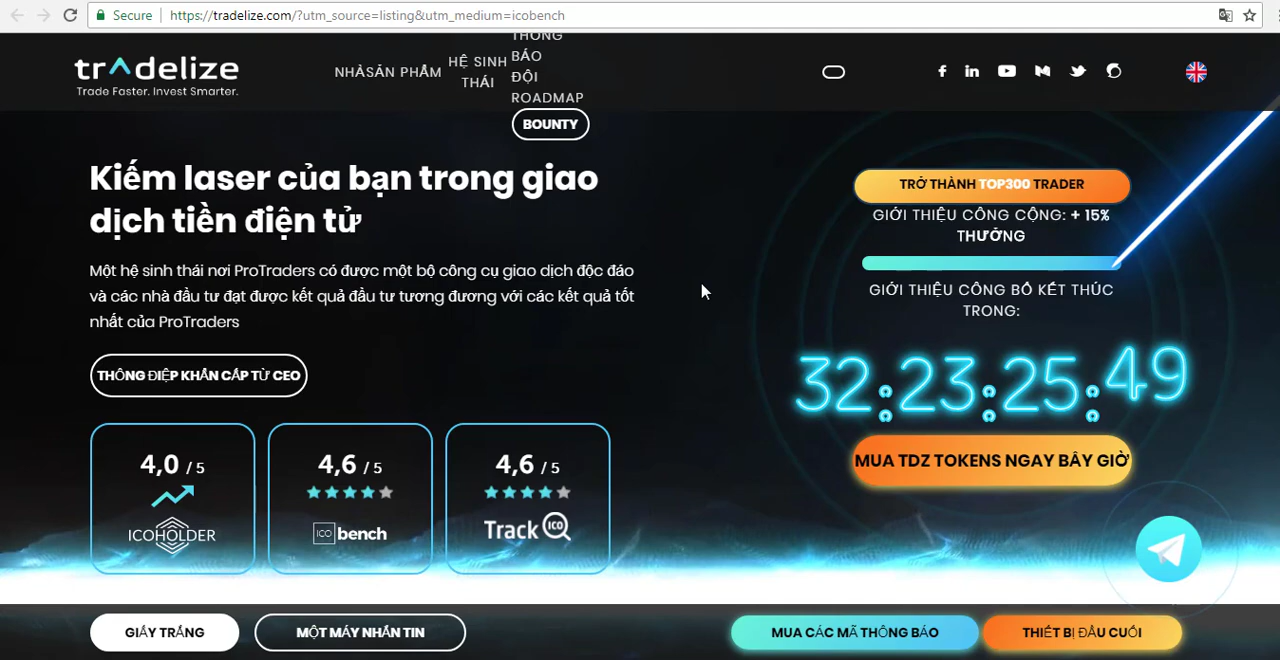 Secure
https://tradelize.com/?utm_source=listing&utm_medium=icobench
tradelize
Trade Faster. Invest Smarter.
NHÀSẢN PHẨM
HỆ SINH THÁI
THÔNG BÁO
ĐỘI
ROADMAP
BOUNTY
Kiếm laser của bạn trong giao
dịch tiền điện tử
Một hệ sinh thái nơi ProTraders có được một bộ công cụ giao dịch độc đáo
và các nhà đầu tư đạt được kết quả đầu tư tương đương với các kết quả tốt
nhất của ProTraders
THÔNG ĐIỆP KHẨN CẤP TỪ CEO
4,0 / 5
ICOHOLDER
4,6 / 5
ICO bench
4,6 / 5
Track ICO
TRỞ THÀNH TOP300 TRADER
GIỚI THIỆU CÔNG CỘNG: + 15%
THƯỞNG
GIỚI THIỆU CÔNG BỐ KẾT THÚC
TRONG:
32:23:25:49
MUA TDZ TOKENS NGAY BÂY GIỜ
GIẤY TRẮNG
MỘT MÁY NHẮN TIN
MUA CÁC MÃ THÔNG BÁO
THIẾT BỊ ĐẦU CUỐI